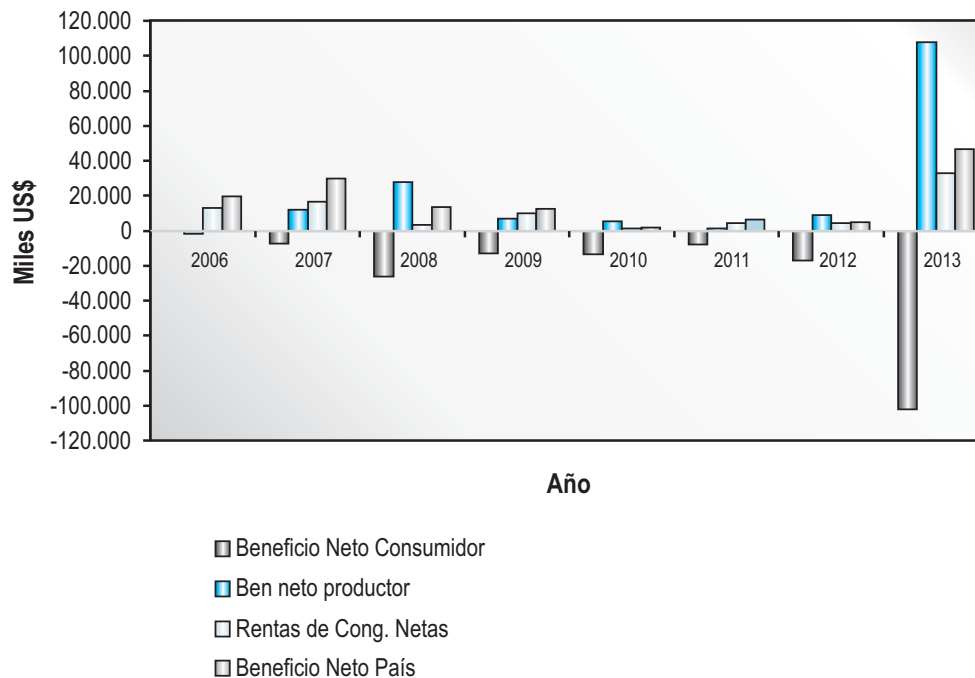 120.000
100.000
80.000
60.000
40.000
20.000
0
-20.000
-40.000
-60.000
-80.000
-100.000
-120.000
Miles US$
2006 2007 2008 2009 2010 2011 2012 2013
Año
Beneficio Neto Consumidor
Ben neto productor
Rentas de Cong. Netas
Beneficio Neto País